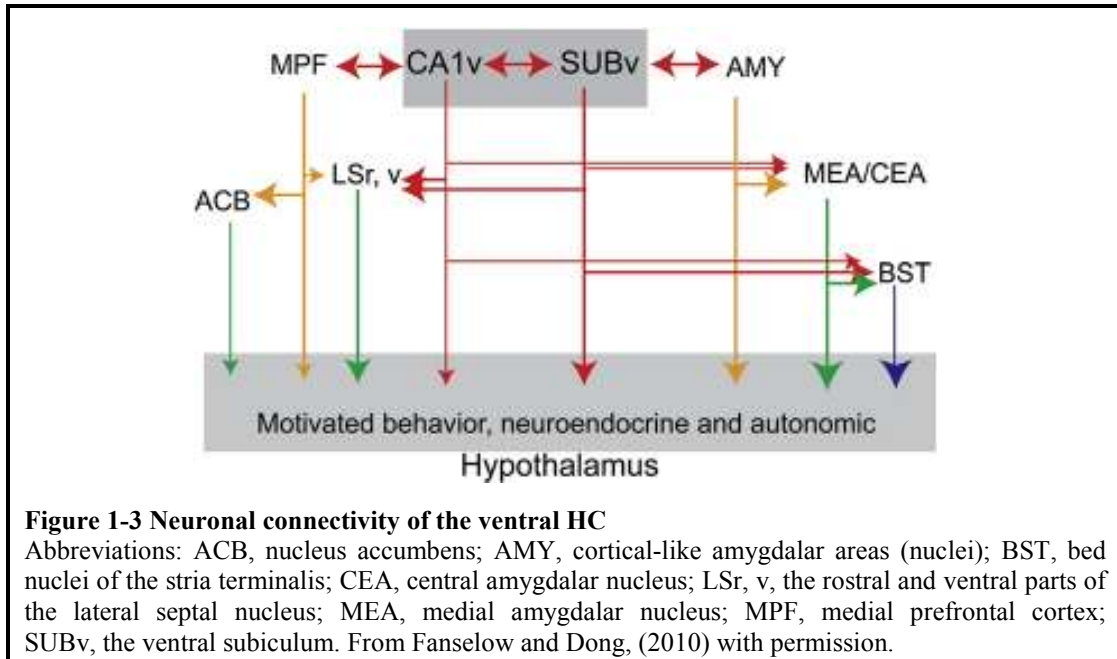 MPF CA1v SUBv AMY
LSr, v MEA/CEA
ACB
BST
Motivated behavior, neuroendocrine and autonomic
Hypothalamus
Figure 1-3 Neuronal connectivity of the ventral HC
Abbreviations: ACB, nucleus accumbens; AMY, cortical-like amygdalar areas (nuclei); BST, bed
nuclei of the stria terminalis; CEA, central amygdalar nucleus; LSr, v, the rostral and ventral parts of
the lateral septal nucleus; MEA, medial amygdalar nucleus; MPF, medial prefrontal cortex;
SUBv, the ventral subiculum. From Fanselow and Dong, (2010) with permission.